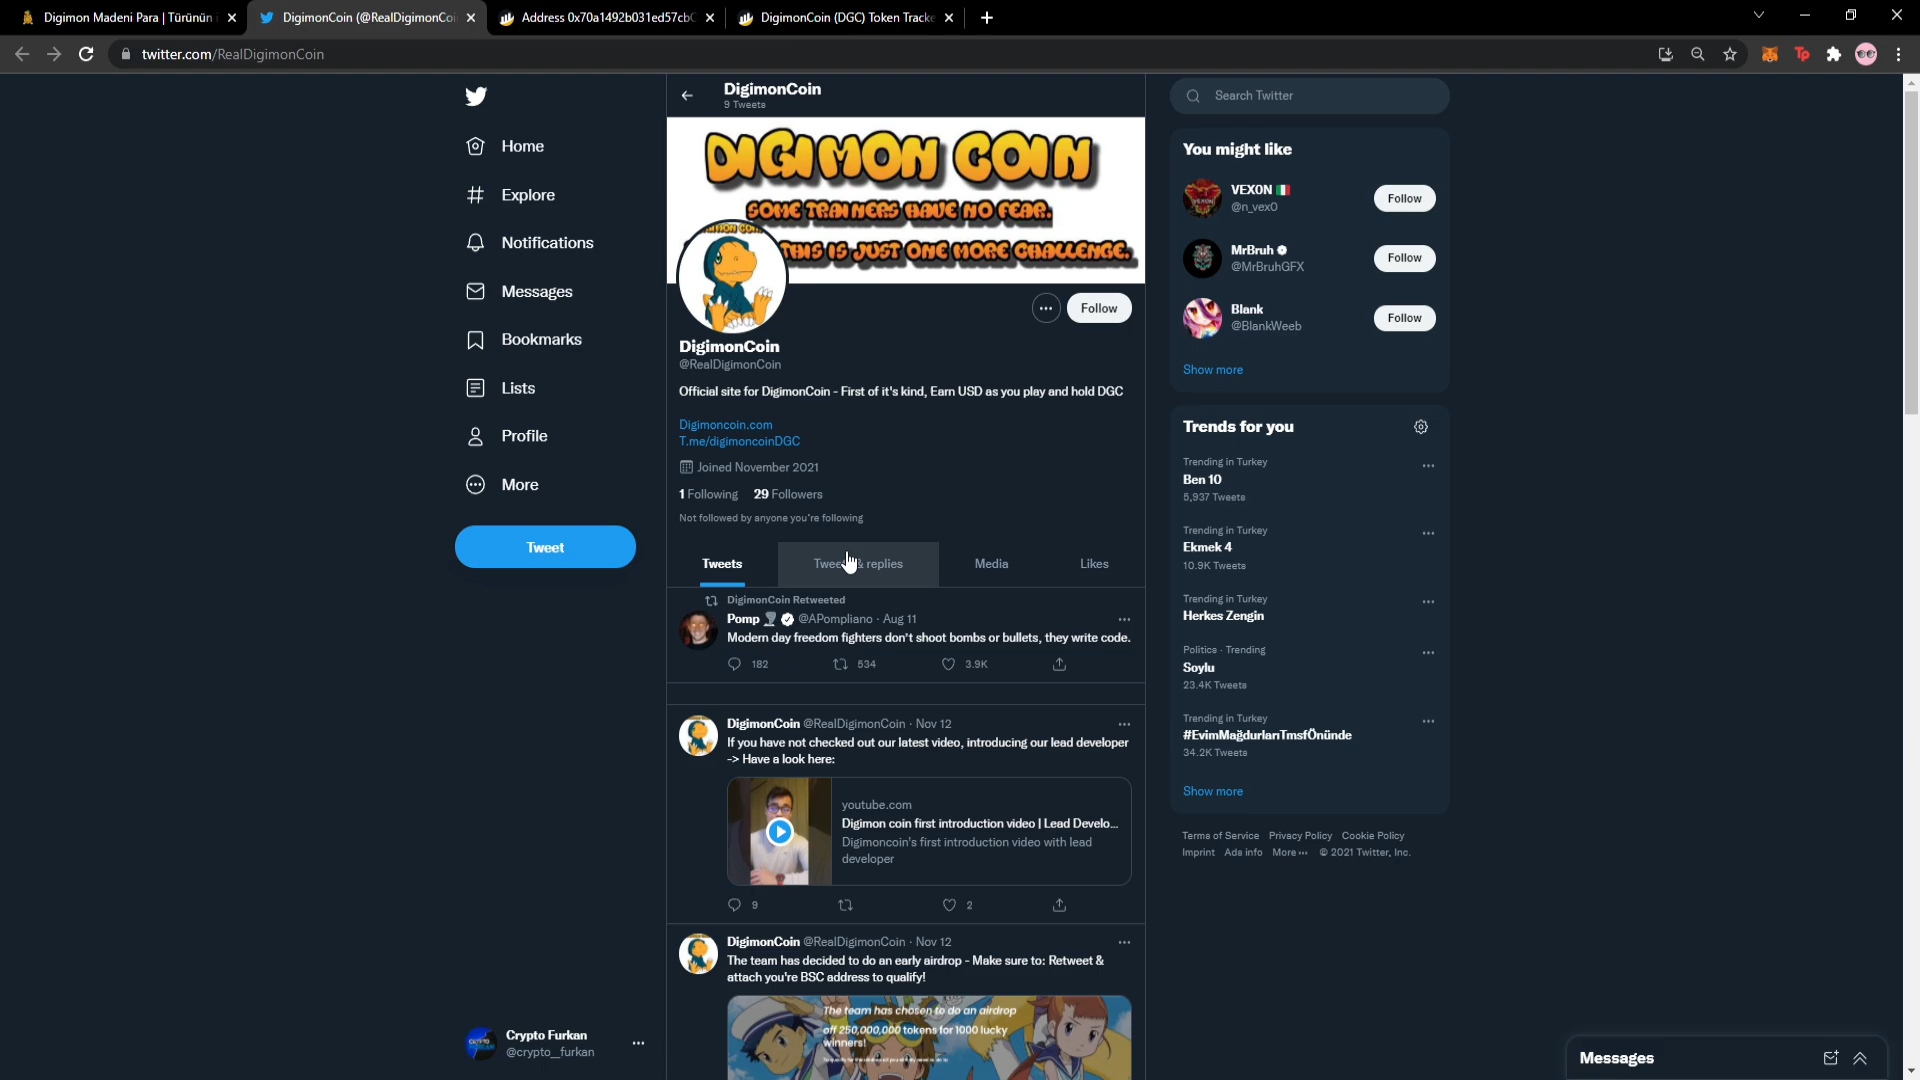 Digimon Madeni Para | Türünün
DigimonCoin (@RealDigimonCoi
Address 0x70a1492b031ed57cb
DigimonCoin (DGC) Token Tracke
twitter.com/RealDigimonCoin
Home
Explore
Notifications
Messages
Bookmarks
Lists
Profile
More
Tweet
Crypto Furkan
@crypto_furkan
DigimonCoin
9 Tweets
DIGIMON COIN
SOME TRAINERS HAVE NO FEAR.
THIS IS JUST ONE MORE CHALLENGE.
Follow
DigimonCoin
@RealDigimonCoin
Official site for DigimonCoin - First of it's kind, Earn USD as you play and hold DGC
Digimoncoin.com
T.me/digimoncoinDGC
Joined November 2021
1 Following 29 Followers
Not followed by anyone you're following
Tweets
& replies
Media
Likes
DigimonCoin Retweeted
Pomp @APompliano · Aug 11
Modern day freedom fighters don't shoot bombs or bullets, they write code.
182
534
3.9K
DigimonCoin @RealDigimonCoin · Nov 12
If you have not checked out our latest video, introducing our lead developer
-> Have a look here:
youtube.com
Digimon coin first introduction video | Lead Develo...
Digimoncoin's first introduction video with lead
developer
9
2
DigimonCoin @RealDigimonCoin · Nov 12
The team has decided to do an early airdrop - Make sure to: Retweet &
attach you're BSC address to qualify!
The team has chosen to do an airdrop
off 250,000,000 tokens for 1000 lucky
winners!
Search Twitter
You might like
VEXON
@n_vex0
Follow
MrBruh
@MrBruhGFX
Follow
Blank
@BlankWeeb
Follow
Show more
Trends for you
Trending in Turkey
Ben 10
5,937 Tweets
Trending in Turkey
Ekmek 4
10.9K Tweets
Trending in Turkey
Herkes Zengin
Politics · Trending
Soylu
23.4K Tweets
Trending in Turkey
#EvimMağdurlarıTmsfÖnünde
34.2K Tweets
Show more
Terms of Service Privacy Policy Cookie Policy
Imprint Ads info More ··· © 2021 Twitter, Inc.
Messages